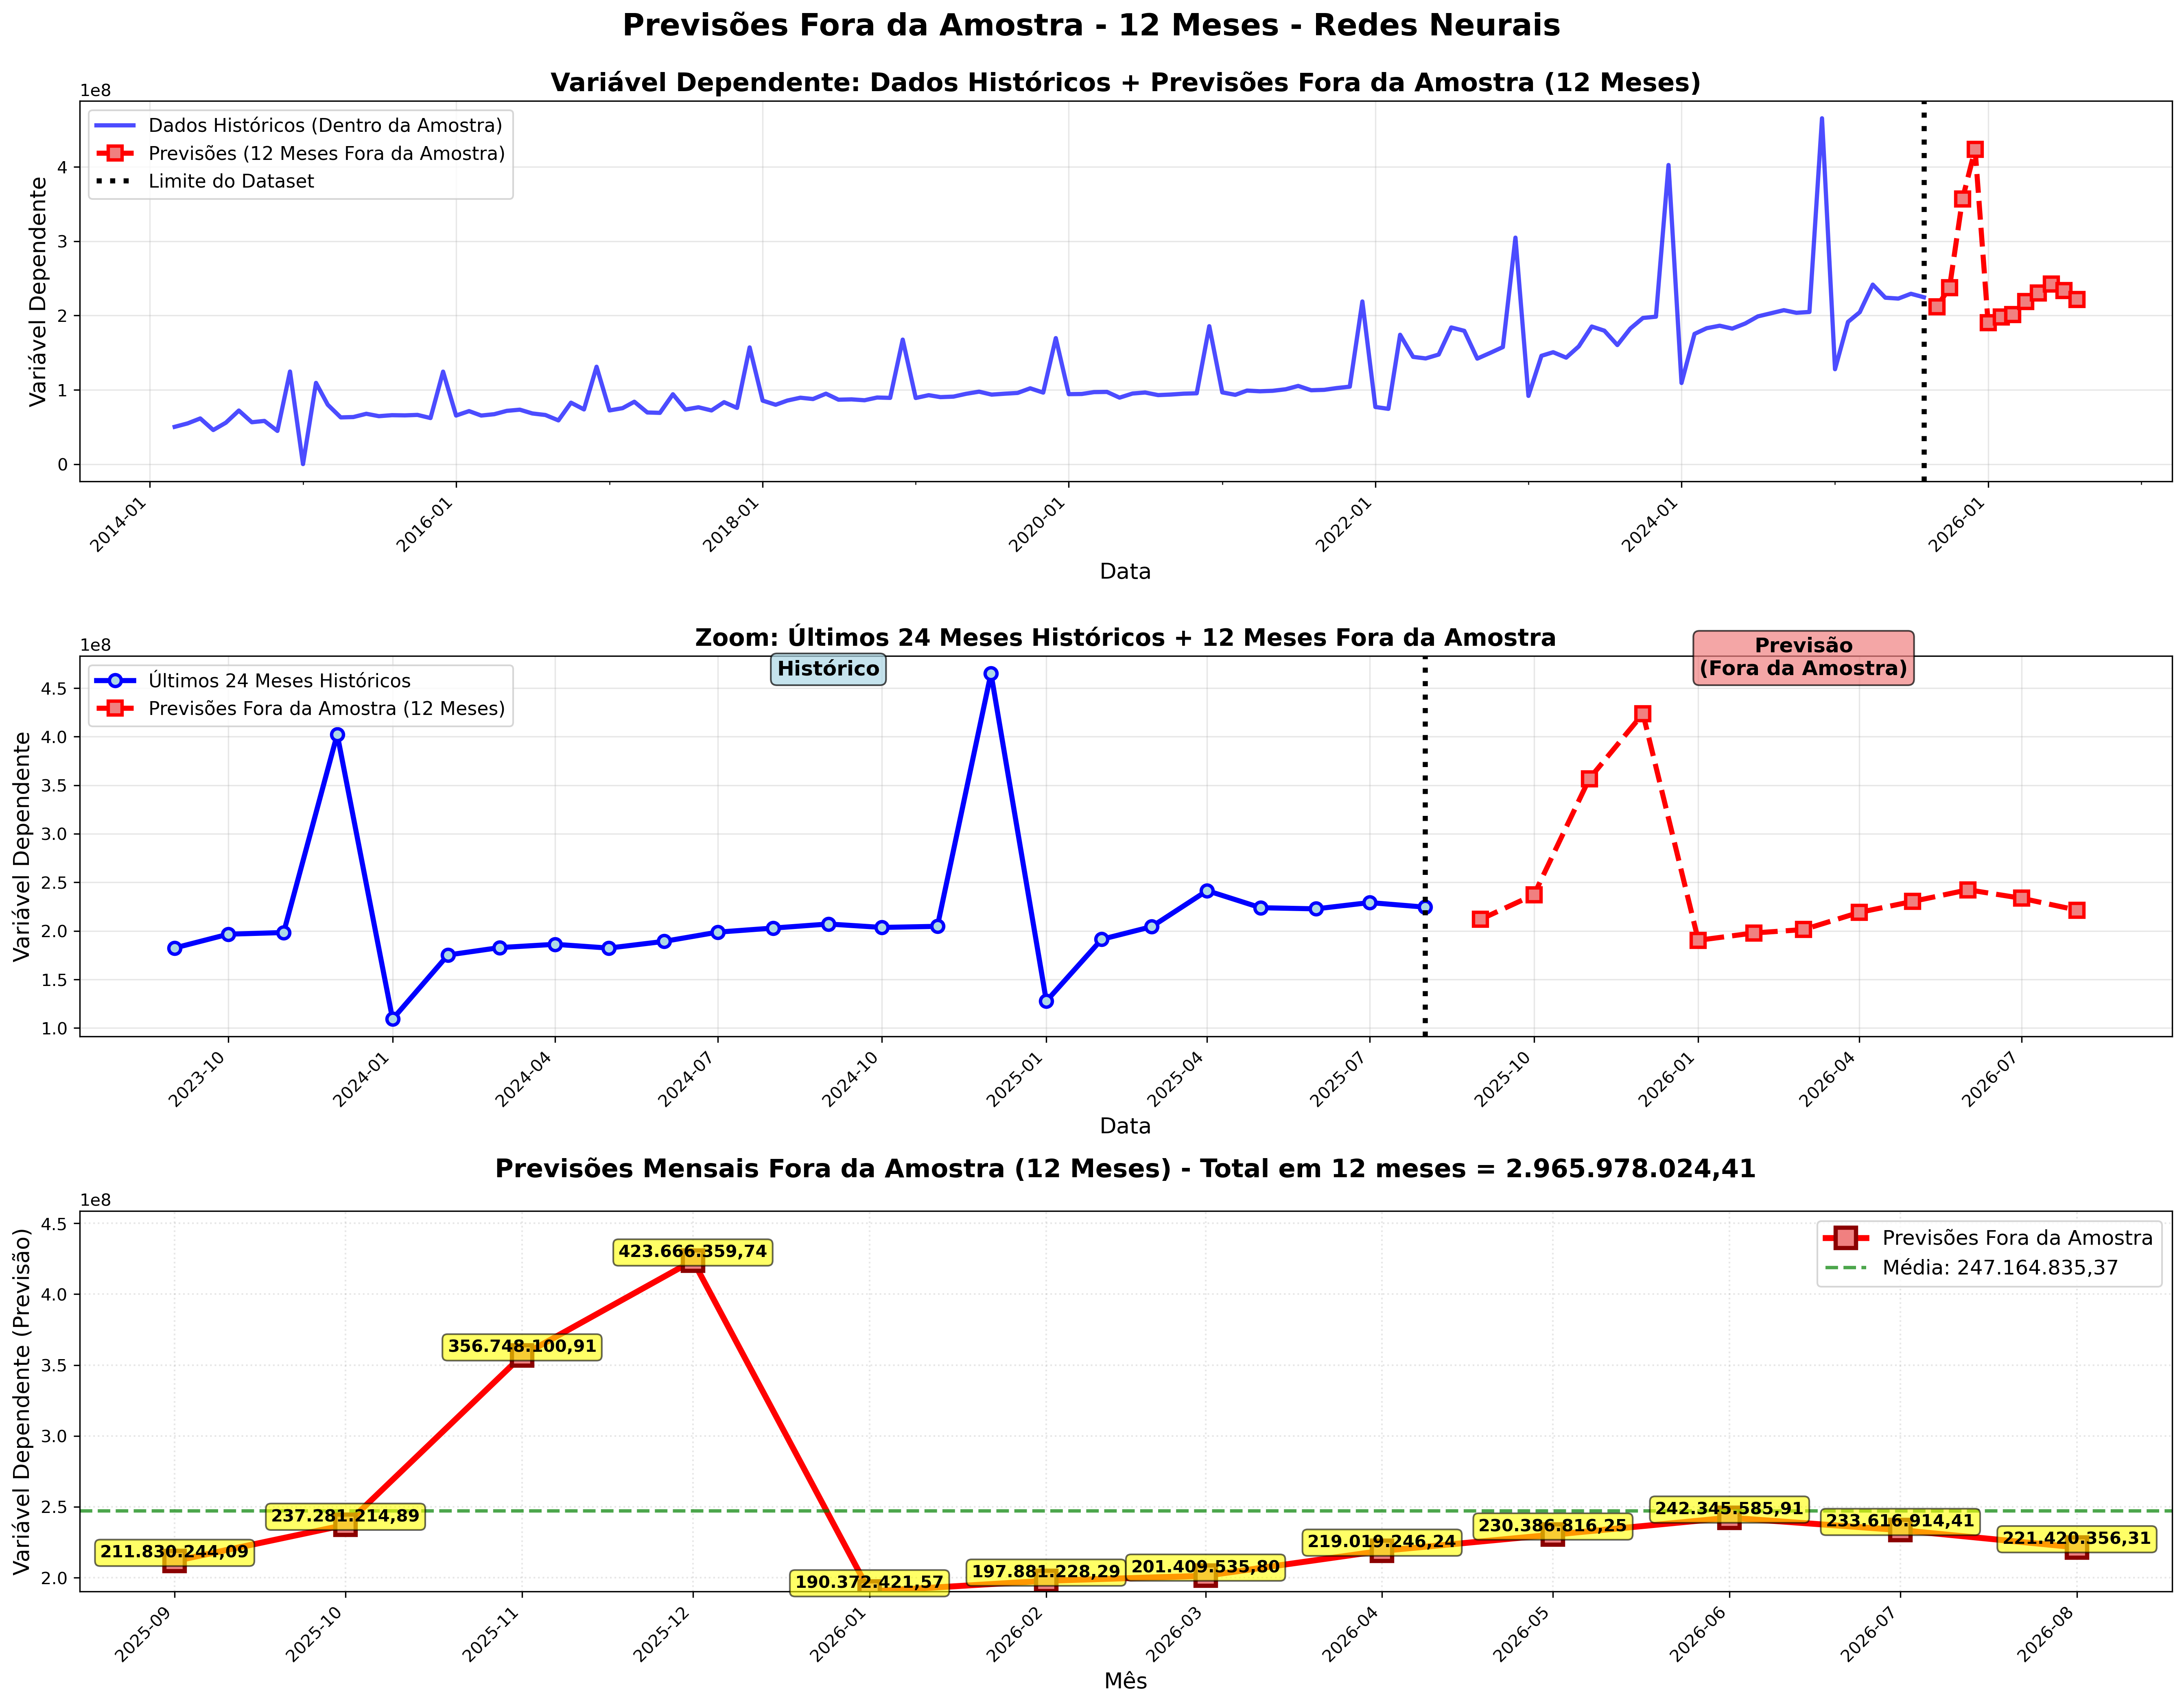 Previsões Fora da Amostra - 12 Meses - Redes Neurais
Variável Dependente: Dados Históricos + Previsões Fora da Amostra (12 Meses)
1e8
Dados Históricos (Dentro da Amostra)
Previsões (12 Meses Fora da Amostra)
Limite do Dataset
Variável Dependente
4
3
2
1
0
2014-01
2016-01
2018-01
2020-01
2022-01
2024-01
2026-01
Data
Zoom: Últimos 24 Meses Históricos + 12 Meses Fora da Amostra
1e8
Últimos 24 Meses Históricos
Previsões Fora da Amostra (12 Meses)
Histórico
Previsão
(Fora da Amostra)
Variável Dependente
4.5
4.0
3.5
3.0
2.5
2.0
1.5
1.0
2023-10
2024-01
2024-04
2024-07
2024-10
2025-01
2025-04
2025-07
2025-10
2026-01
2026-04
2026-07
Data
Previsões Mensais Fora da Amostra (12 Meses) - Total em 12 meses = 2.965.978.024,41
1e8
Previsões Fora da Amostra
Média: 247.164.835,37
Variável Dependente (Previsão)
4.5
4.0
3.5
3.0
2.5
2.0
211.830.244,09
237.281.214,89
356.748.100,91
423.666.359,74
190.372.421,57
197.881.228,29
201.409.535,80
219.019.246,24
230.386.816,25
242.345.585,91
233.616.914,41
221.420.356,31
2025-09
2025-10
2025-11
2025-12
2026-01
2026-02
2026-03
2026-04
2026-05
2026-06
2026-07
2026-08
Mês